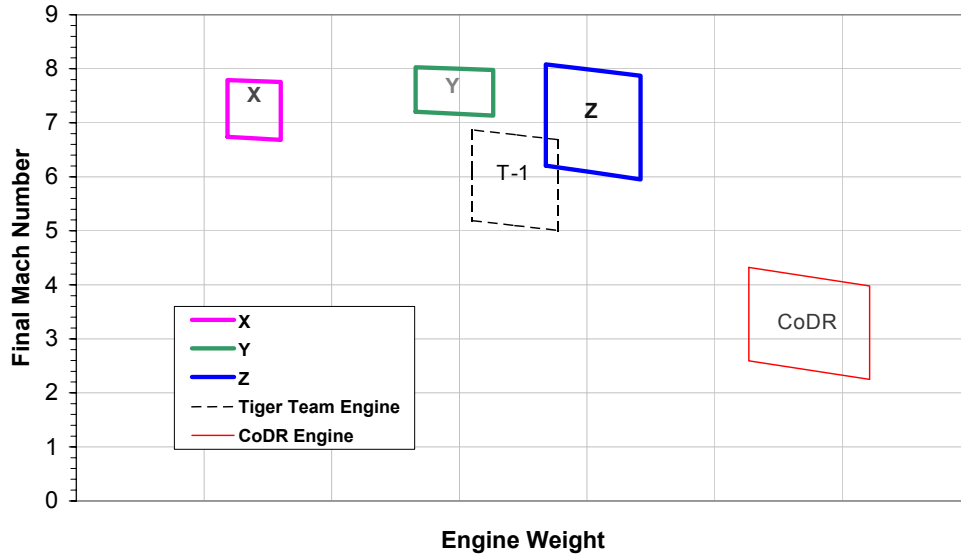 9
8
7
6
5
4
3
2
1
0
Final Mach Number
X
Y
Z
T-1
CoDR
X
Y
Z
Tiger Team Engine
CoDR Engine
Engine Weight